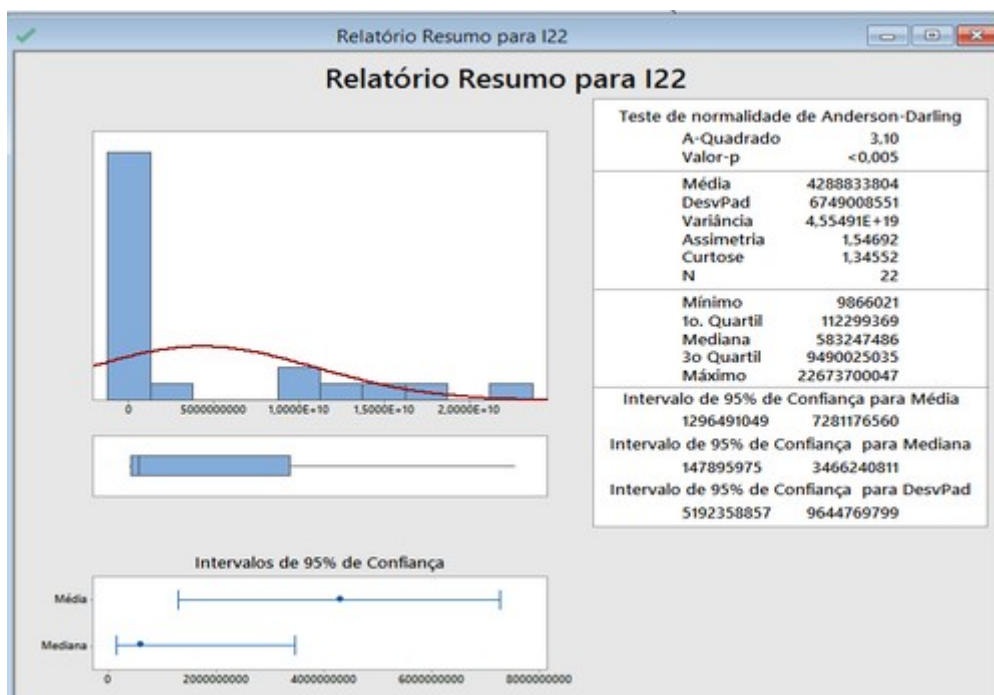 Relatório Resumo para I22
Relatório Resumo para I22
0 5000000000 1,0000E+10 1,5000E+10 2,0000E+10
Intervalos de 95% de Confiança
Média
Mediana
0 2000000000 4000000000 6000000000 8000000000
Teste de normalidade de Anderson-Darling
A-Quadrado 3,10
Valor-p <0,005
Média 4288833804
DesvPad 6749008551
Variância 4,55491E+19
Assimetria 1,54692
Curtose 1,34552
N 22
Mínimo 9866021
1o. Quartil 112299369
Mediana 583247486
3o Quartil 9490025035
Máximo 22673700047
Intervalo de 95% de Confiança para Média
1296491049 7281176560
Intervalo de 95% de Confiança para Mediana
147895975 3466240811
Intervalo de 95% de Confiança para DesvPad
5192358857 9644769799